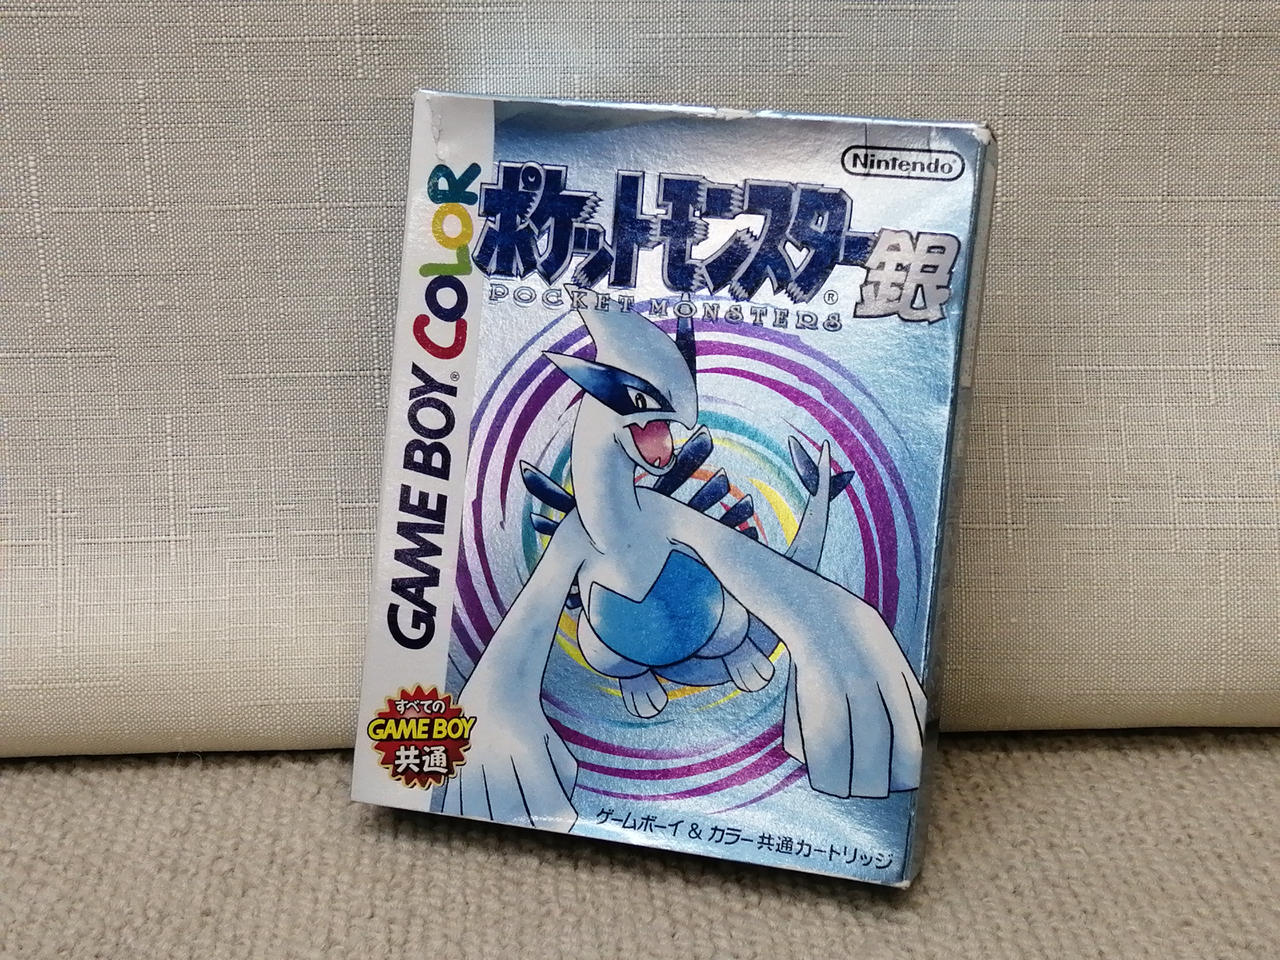 Nintendo®
ポケットモンスター銀
POCKET MONSTERS®
GAME BOY® COLOR
すべての
GAME BOY
共通
ゲームボーイ & カラー共通カートリッジ